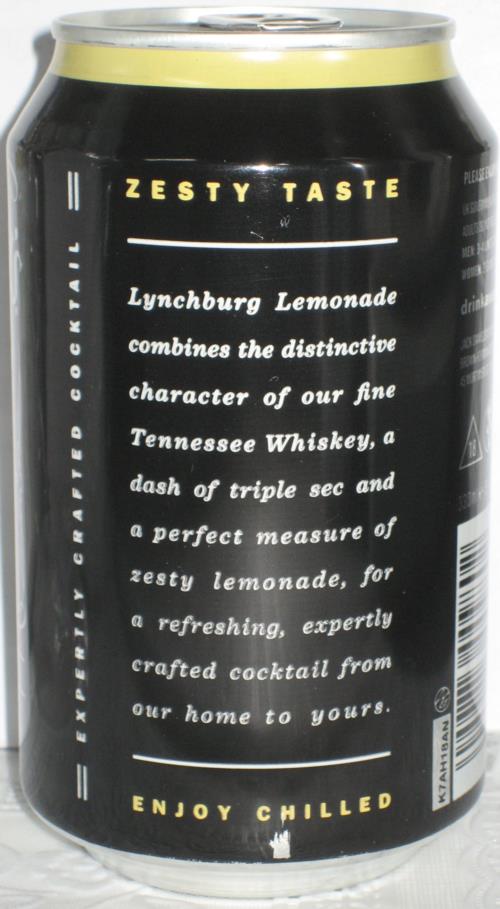 ZESTY TASTE
Lynchburg Lemonade
combines the distinctive
character of our fine
Tennessee Whiskey, a
dash of triple sec and
a perfect measure of
zesty lemonade, for
a refreshing, expertly
crafted cocktail from
our home to yours.
ENJOY CHILLED
EXPERTLY CRAFTED COCKTAIL
PLEASE
18
K7AH18AN